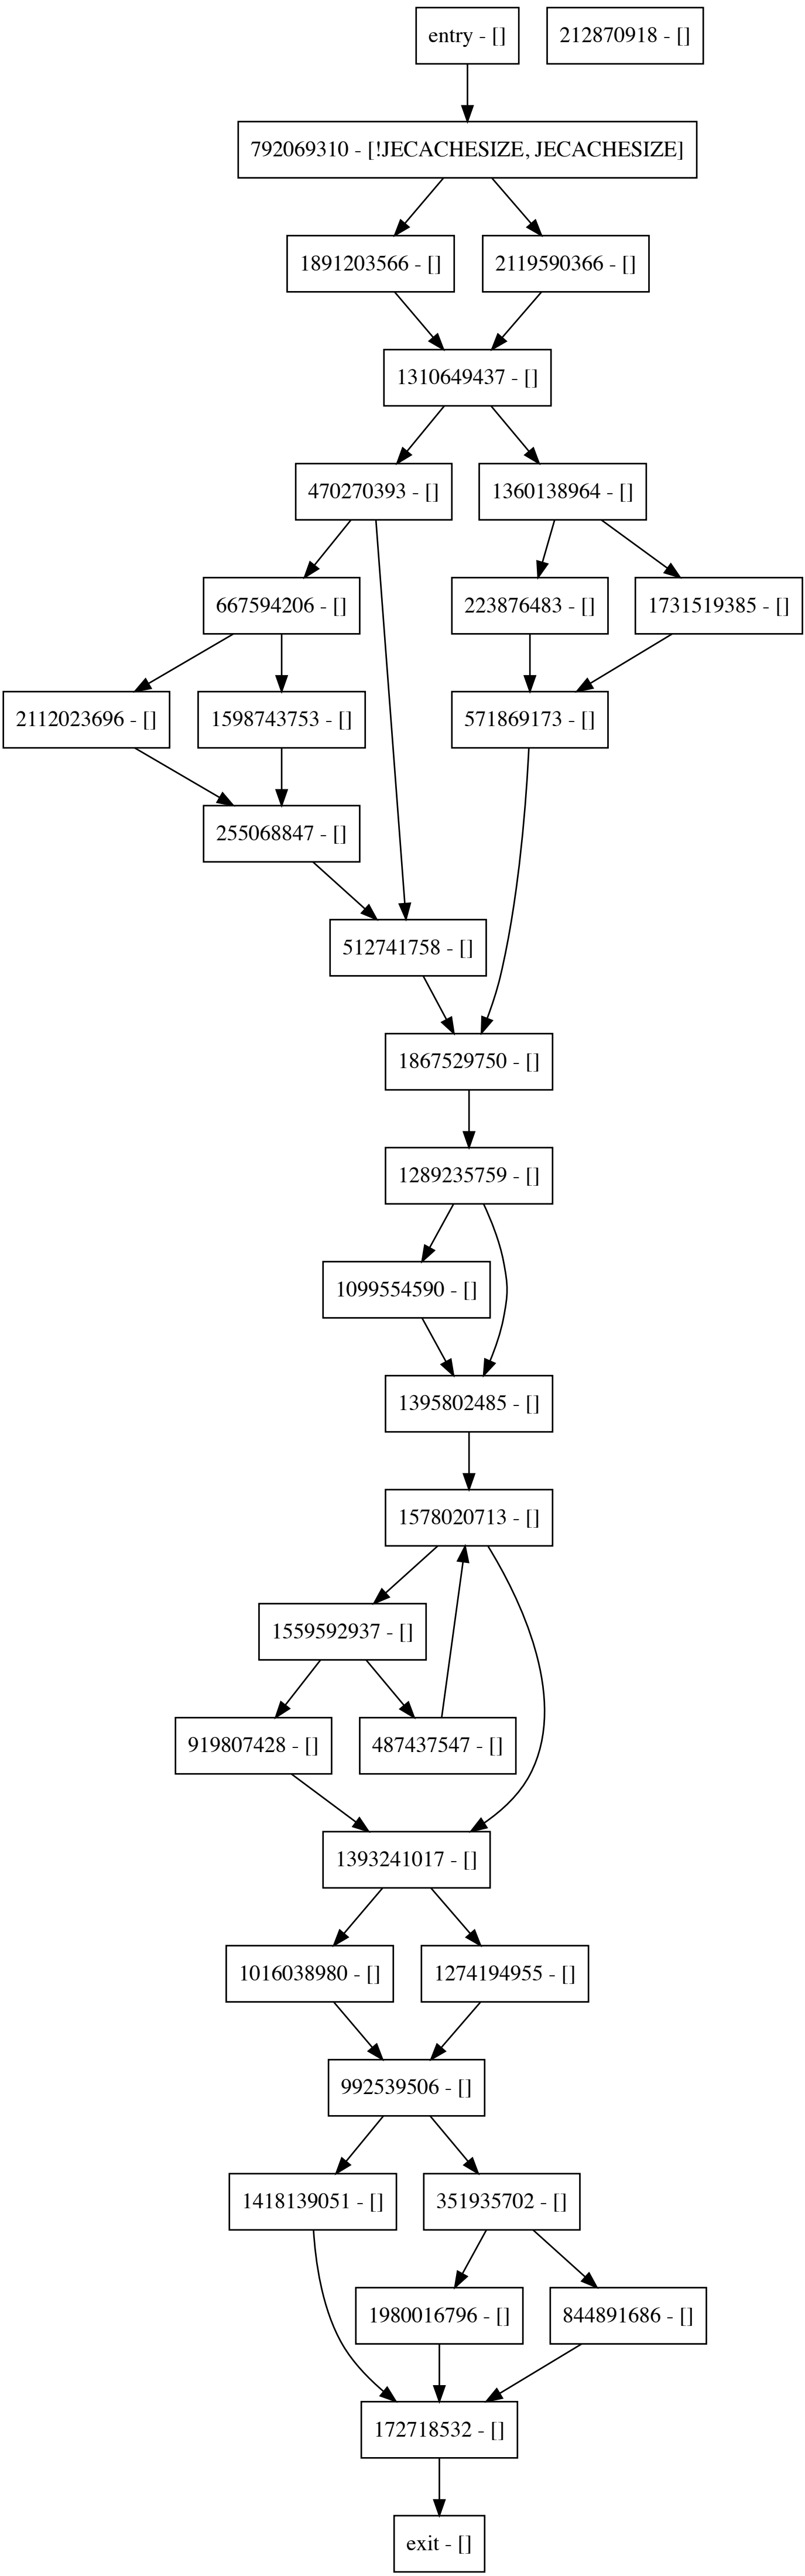 entry - []
212870918 - []
792069310 - [!JECACHESIZE, JECACHESIZE]
1891203566 - []
2119590366 - []
1310649437 - []
470270393 - []
1360138964 - []
667594206 - []
223876483 - []
1731519385 - []
2112023696 - []
1598743753 - []
571869173 - []
255068847 - []
512741758 - []
1867529750 - []
1289235759 - []
1099554590 - []
1395802485 - []
1578020713 - []
1559592937 - []
919807428 - []
487437547 - []
1393241017 - []
1016038980 - []
1274194955 - []
992539506 - []
1418139051 - []
351935702 - []
1980016796 - []
844891686 - []
172718532 - []
exit - []